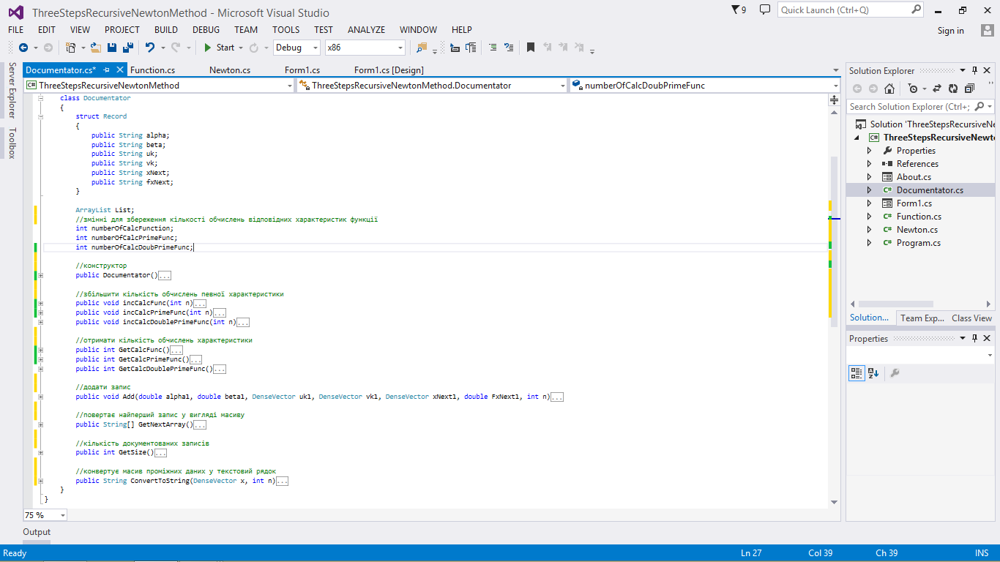 ThreeStepsRecursiveNewtonMethod - Microsoft Visual Studio
9
Quick Launch (Ctrl+Q)
FILE EDIT VIEW PROJECT BUILD DEBUG TEAM TOOLS TEST ANALYZE WINDOW HELP
Sign in
Start Debug x86
Server Explorer
Toolbox
Documentator.cs* Function.cs Newton.cs Form1.cs Form1.cs [Design]
ThreeStepsRecursiveNewtonMethod ThreeStepsRecursiveNewtonMethod.Documentator numberOfCalcDoubPrimeFunc
class Documentator
{
struct Record
{
public String alpha;
public String beta;
public String uk;
public String vk;
public String xNext;
public String fxNext;
}
ArrayList List;
//змінні для збереження кількості обчислень відповідних характеристик функції
int numberOfCalcFunction;
int numberOfCalcPrimeFunc;
int numberOfCalcDoubPrimeFunc;
//конструктор
public Documentator()...
//збільшити кількість обчислень певної характеристики
public void incCalcFunc(int n)...
public void incCalcPrimeFunc(int n)...
public void incCalcDoublePrimeFunc(int n)...
//отримати кількість обчислень характеристики
public int GetCalcFunc()...
public int GetCalcPrimeFunc()...
public int GetCalcDoublePrimeFunc()...
//додати запис
public void Add(double alpha1, double beta1, DenseVector uk1, DenseVector vk1, DenseVector xNext1, double FxNext1, int n)...
//повертає найперший запис у вигляді масиву
public String[] GetNextArray()...
//кількість документованих записів
public int GetSize()...
//конвертує масив проміжних даних у текстовий рядок
public String ConvertToString(DenseVector x, int n)...
}
}
75 %
Output
Ready
Ln 27 Col 39 Ch 39 INS
Solution Explorer
Search Solution Explorer (Ctrl+;
Solution 'ThreeStepsRecursiveNe
ThreeStepsRecursiveNewt
Properties
References
About.cs
Documentator.cs
Form1.cs
Function.cs
Newton.cs
Program.cs
Solution... Team Exp... Class View
Properties